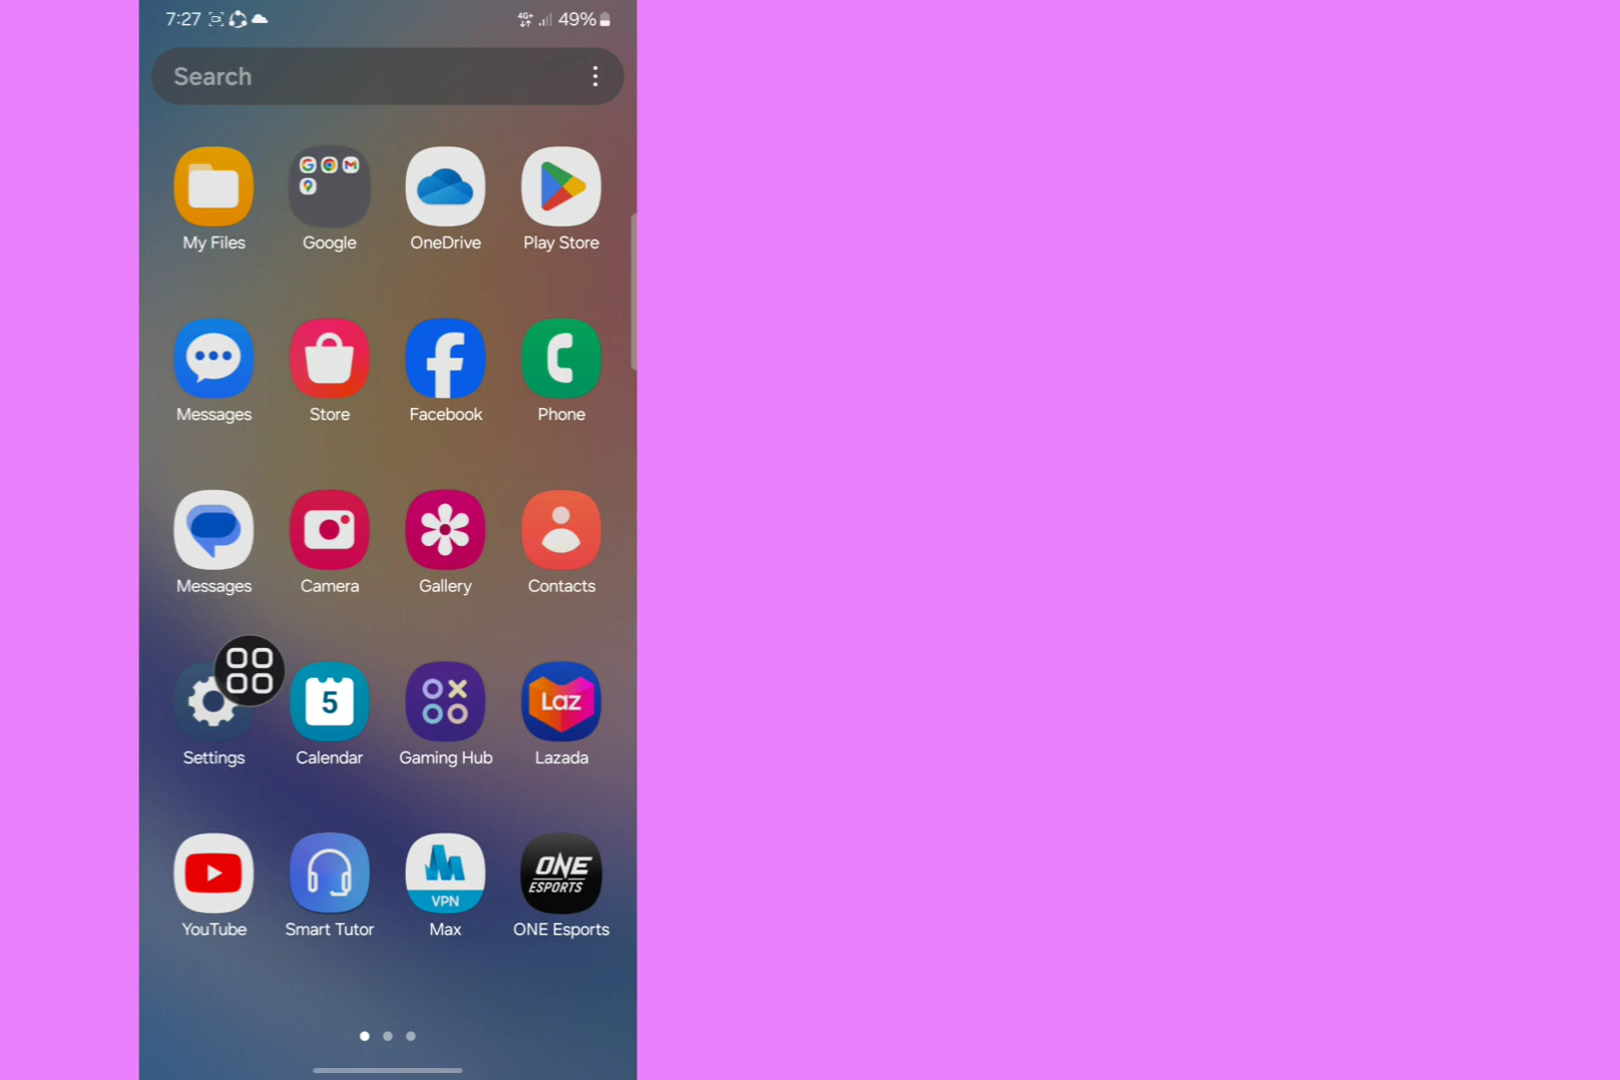 7:27 4G+ 49%
Search
My Files Google OneDrive Play Store
Messages Store Facebook Phone
Messages Camera Gallery Contacts
5 Laz
Settings Calendar Gaming Hub Lazada
VPN ONE ESPORTS
YouTube Smart Tutor Max ONE Esports